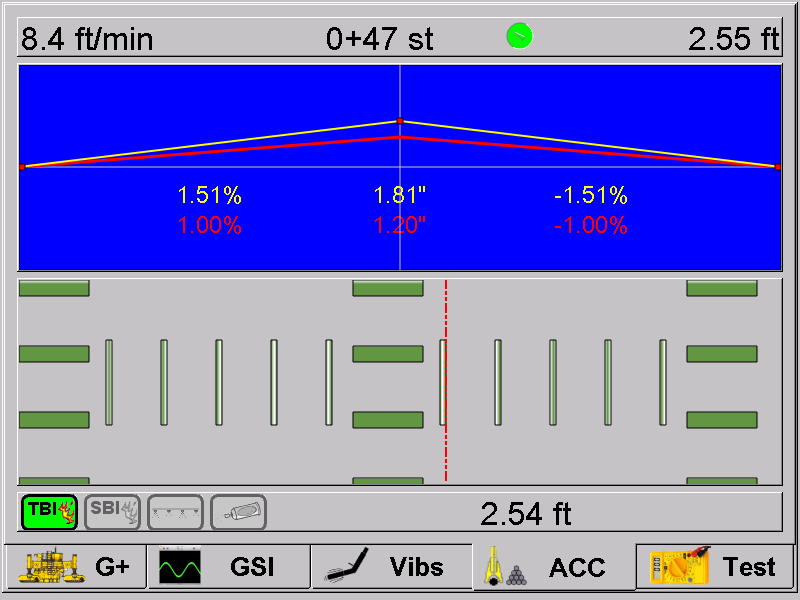 8.4 ft/min 0+47 st 2.55 ft
1.51% 1.81" -1.51%
1.00% 1.20" -1.00%
TBI SBI 2.54 ft
G+ GSI Vibs ACC Test